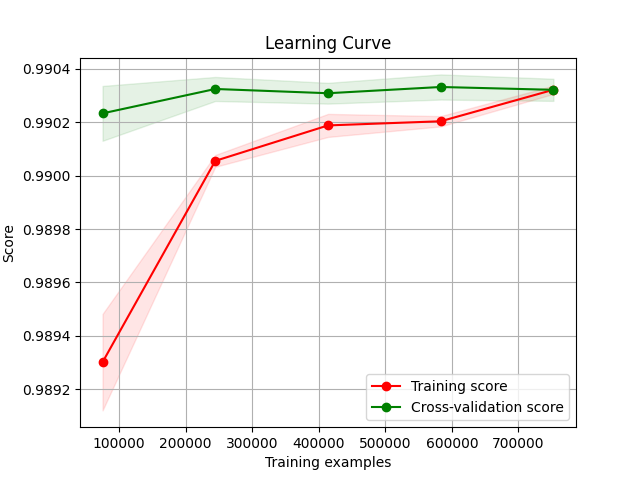 Learning Curve
0.9904
0.9902
0.9900
0.9898
0.9896
0.9894
0.9892
Score
Training score
Cross-validation score
100000 200000 300000 400000 500000 600000 700000
Training examples